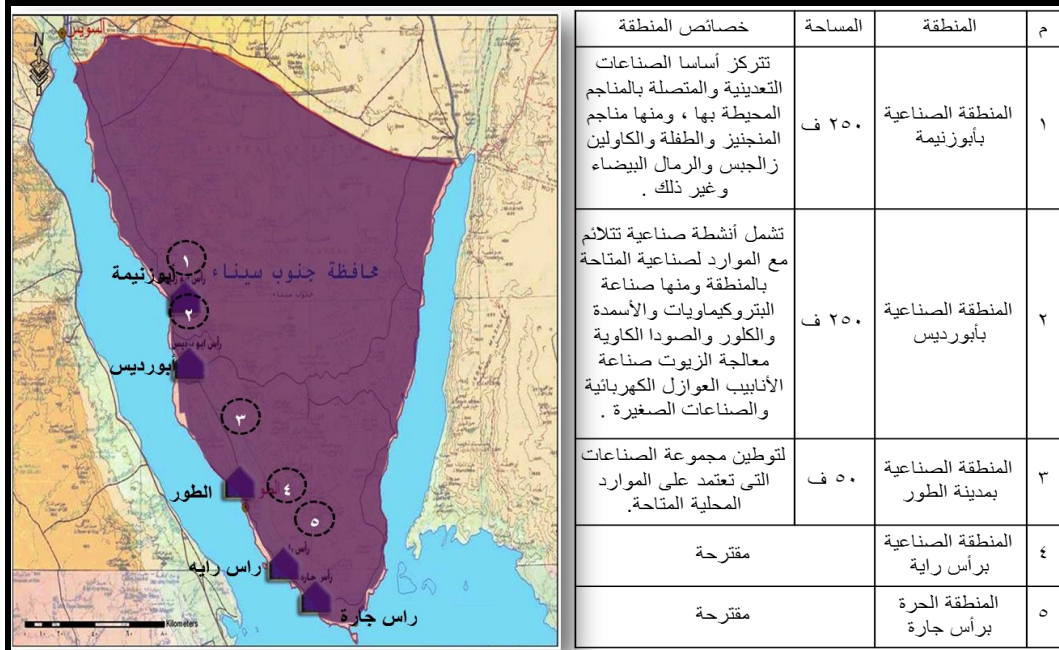 السويس
N
١
أبوزنيمة
محافظة جنوب سيناء
جنوب سيناء
٢
أبورديس
٣
٤
الطور
٥
راس رايه
راس جارة
Kilometers
م
المنطقة
المساحة
خصائص المنطقة
١
المنطقة الصناعية
بأبوزنيمة
٢٥٠ ف
تتركز أساسا الصناعات
التعدينية والمتصلة بالمناجم
المحيطة بها ، ومنها مناجم
المنجنيز والطفلة والكاولين
زالجبس والرمال البيضاء
وغير ذلك .
٢
المنطقة الصناعية
بأبورديس
٢٥٠ ف
تشمل أنشطة صناعية تتلائم
مع الموارد لصناعية المتاحة
بالمنطقة ومنها صناعة
البتروكيماويات والأسمدة
والكلور والصودا الكاوية
معالجة الزيوت صناعة
الأنابيب العوازل الكهربائية
والصناعات الصغيرة .
٣
المنطقة الصناعية
بمدينة الطور
٥٠ ف
لتوطين مجموعة الصناعات
التى تعتمد على الموارد
المحلية المتاحة.
٤
المنطقة الصناعية
برأس راية
مقترحة
٥
المنطقة الحرة
برأس جارة
مقترحة